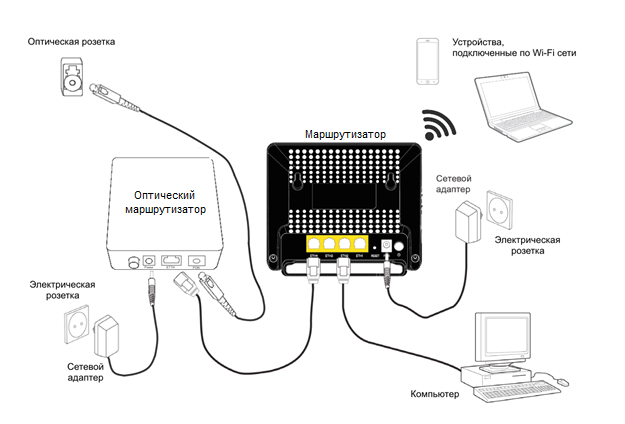 Оптическая розетка
Устройства,
подключенные по Wi-Fi сети
Маршрутизатор
Сетевой
адаптер
Оптический
маршрутизатор
Электрическая
розетка
Электрическая
розетка
Сетевой
адаптер
Компьютер